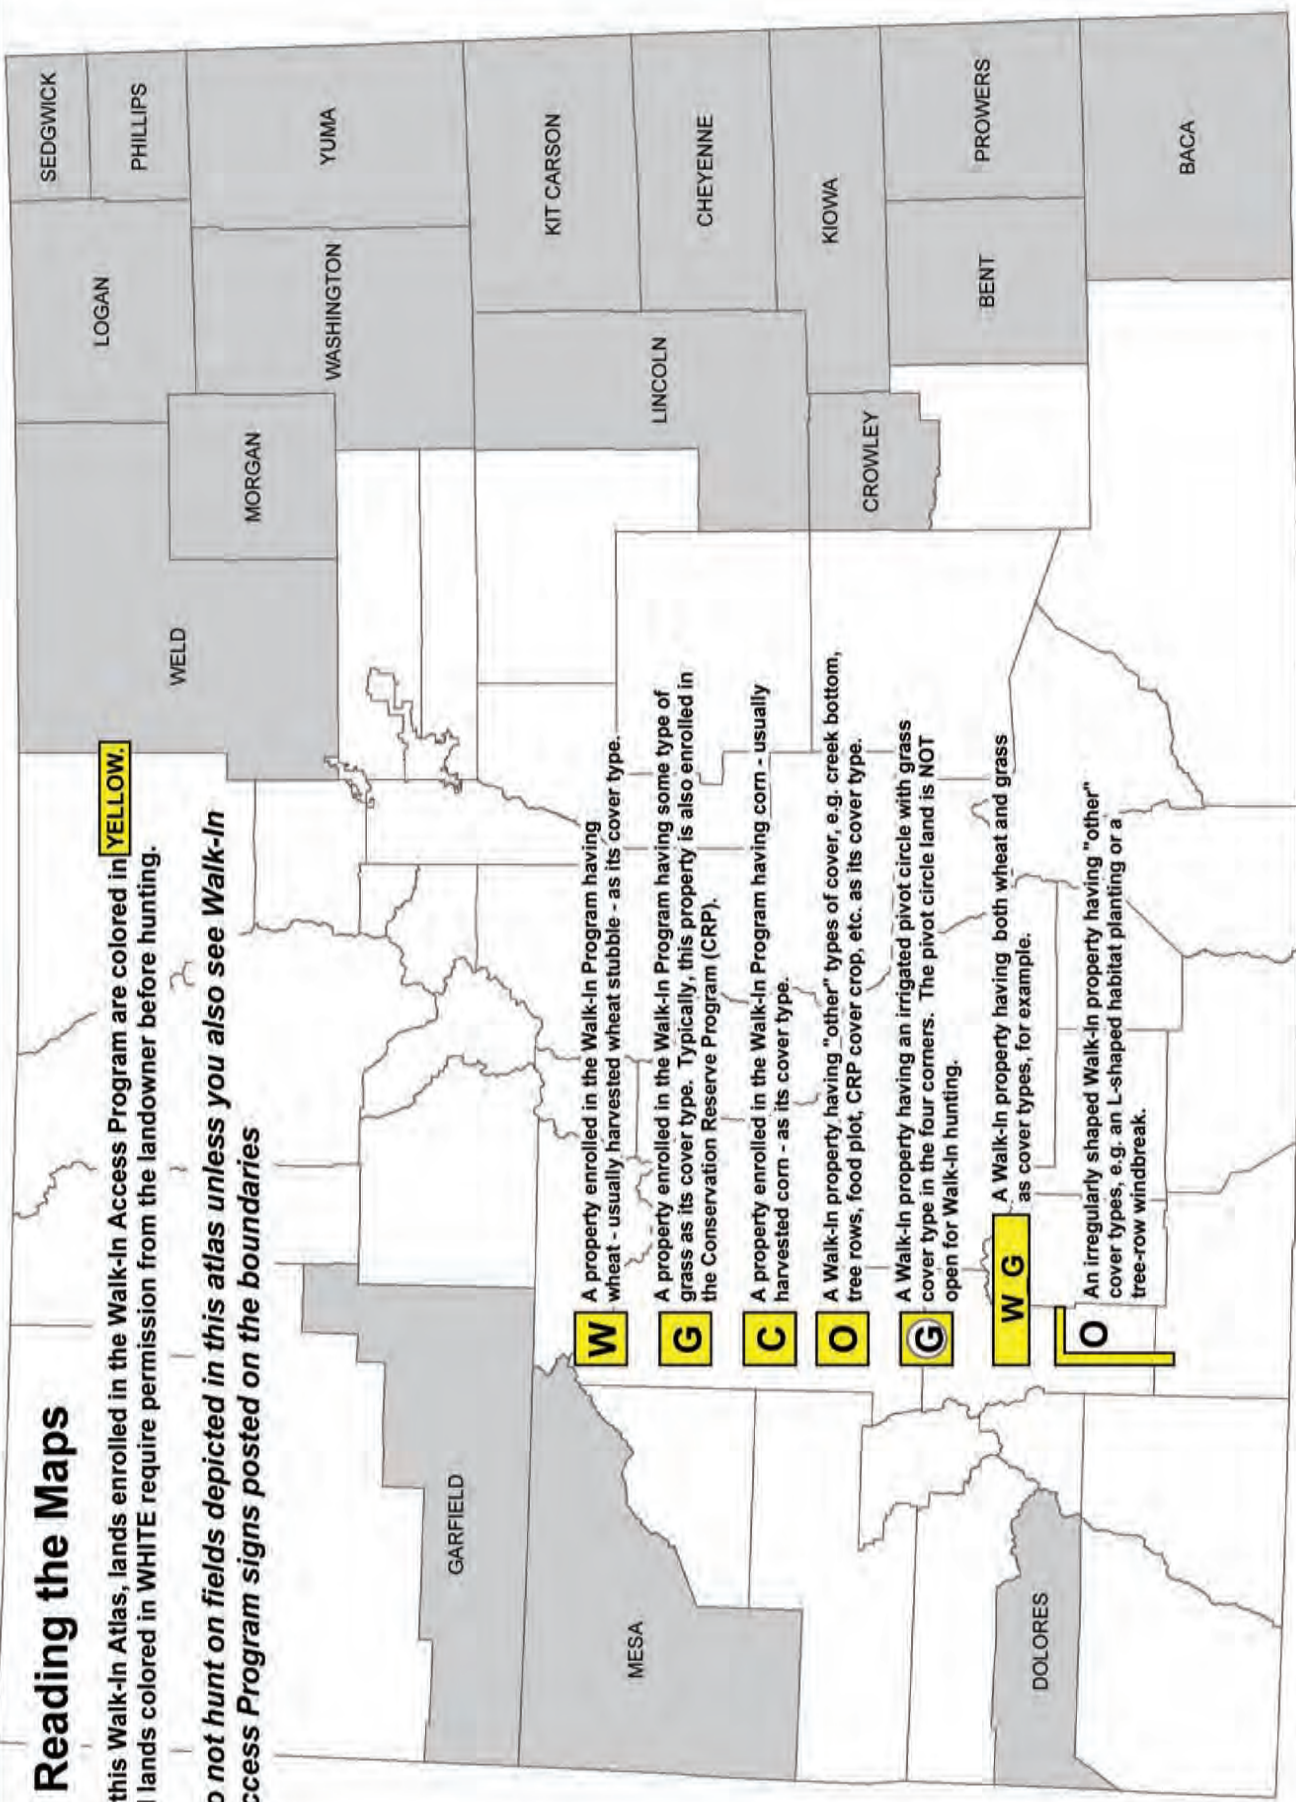 Reading the Maps
this Walk-In Atlas, lands enrolled in the Walk-In Access Program are colored in YELLOW.
lands colored in WHITE require permission from the landowner before hunting.
not hunt on fields depicted in this atlas unless you also see Walk-In
ccess Program signs posted on the boundaries
W
A property enrolled in the Walk-In Program having
wheat - usually harvested wheat stubble - as its cover type.
G
A property enrolled in the Walk-In Program having some type of
grass as its cover type. Typically, this property is also enrolled in
the Conservation Reserve Program (CRP).
C
A property enrolled in the Walk-In Program having corn - usually
harvested corn - as its cover type.
O
A Walk-In property having "other" types of cover, e.g. creek bottom,
tree rows, food plot, CRP cover crop, etc. as its cover type.
G
A Walk-In property having an irrigated pivot circle with grass
cover type in the four corners. The pivot circle land is NOT
open for Walk-In hunting.
W G
A Walk-In property having both wheat and grass
as cover types, for example.
O
An irregularly shaped Walk-In property having "other"
cover types, e.g. an L-shaped habitat planting or a
tree-row windbreak.
GARFIELD
MESA
DOLORES
WELD
MORGAN
LOGAN
SEDGWICK
PHILLIPS
WASHINGTON
YUMA
LINCOLN
KIT CARSON
CHEYENNE
KIOWA
CROWLEY
BENT
PROWERS
BACA